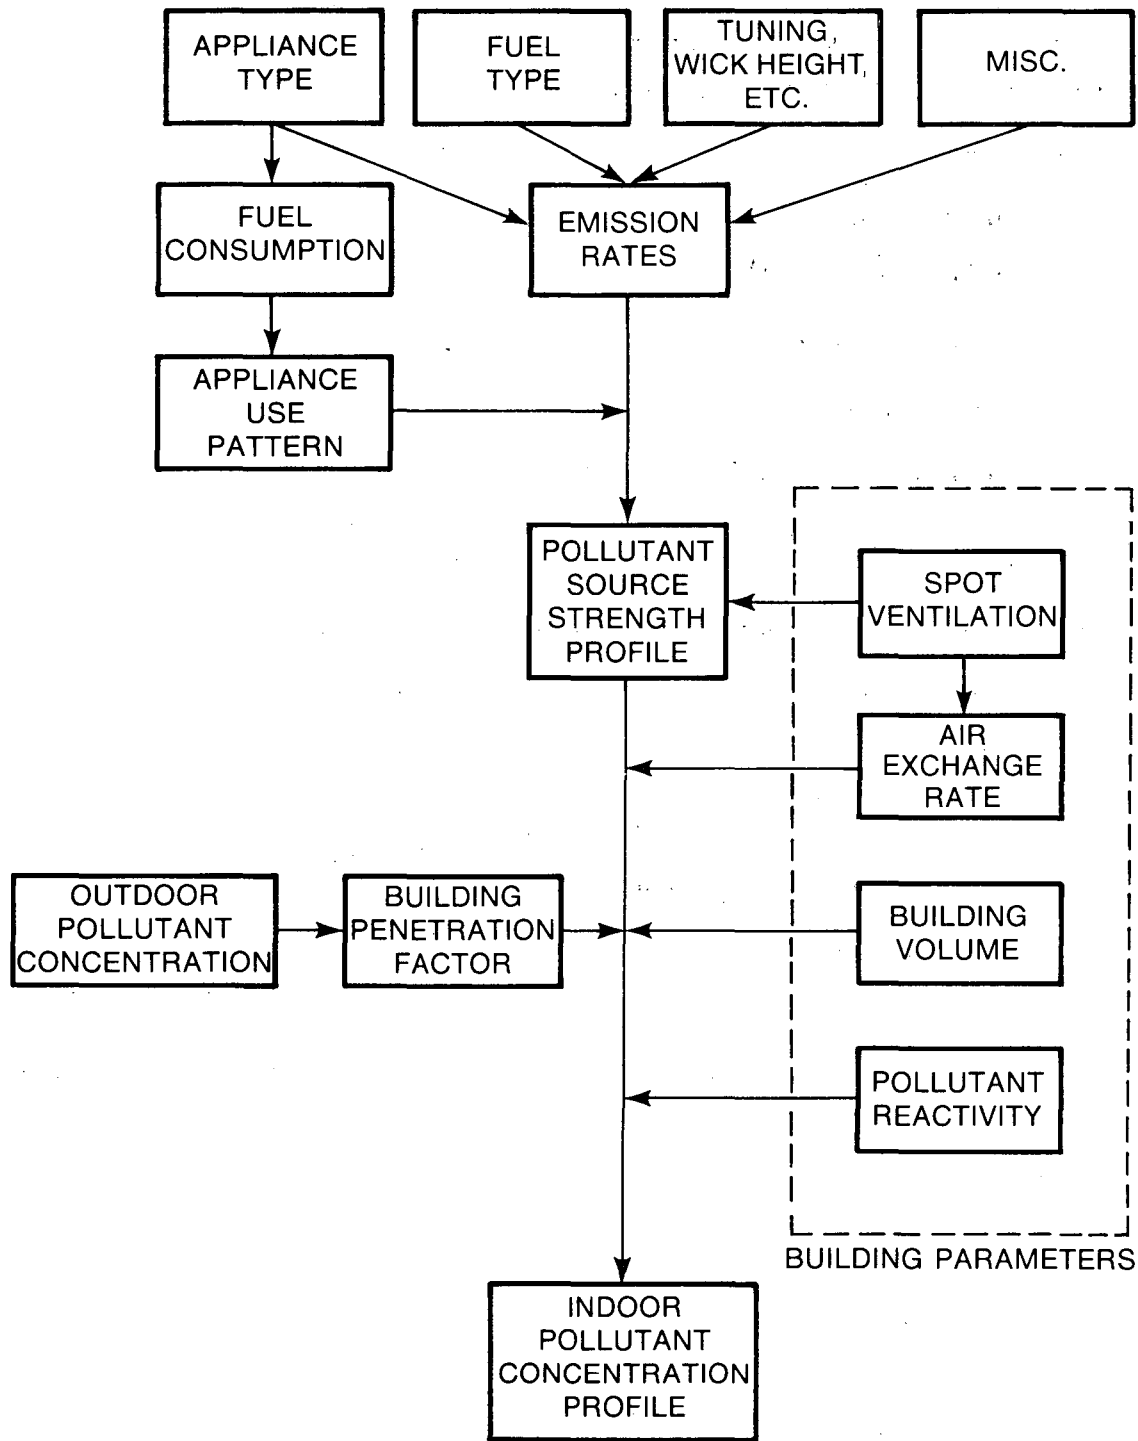 APPLIANCE
TYPE
FUEL
TYPE
TUNING,
WICK HEIGHT,
ETC.
MISC.
FUEL
CONSUMPTION
EMISSION
RATES
APPLIANCE
USE
PATTERN
POLLUTANT
SOURCE
STRENGTH
PROFILE
SPOT
VENTILATION
AIR
EXCHANGE
RATE
OUTDOOR
POLLUTANT
CONCENTRATION
BUILDING
PENETRATION
FACTOR
BUILDING
VOLUME
POLLUTANT
REACTIVITY
BUILDING PARAMETERS
INDOOR
POLLUTANT
CONCENTRATION
PROFILE